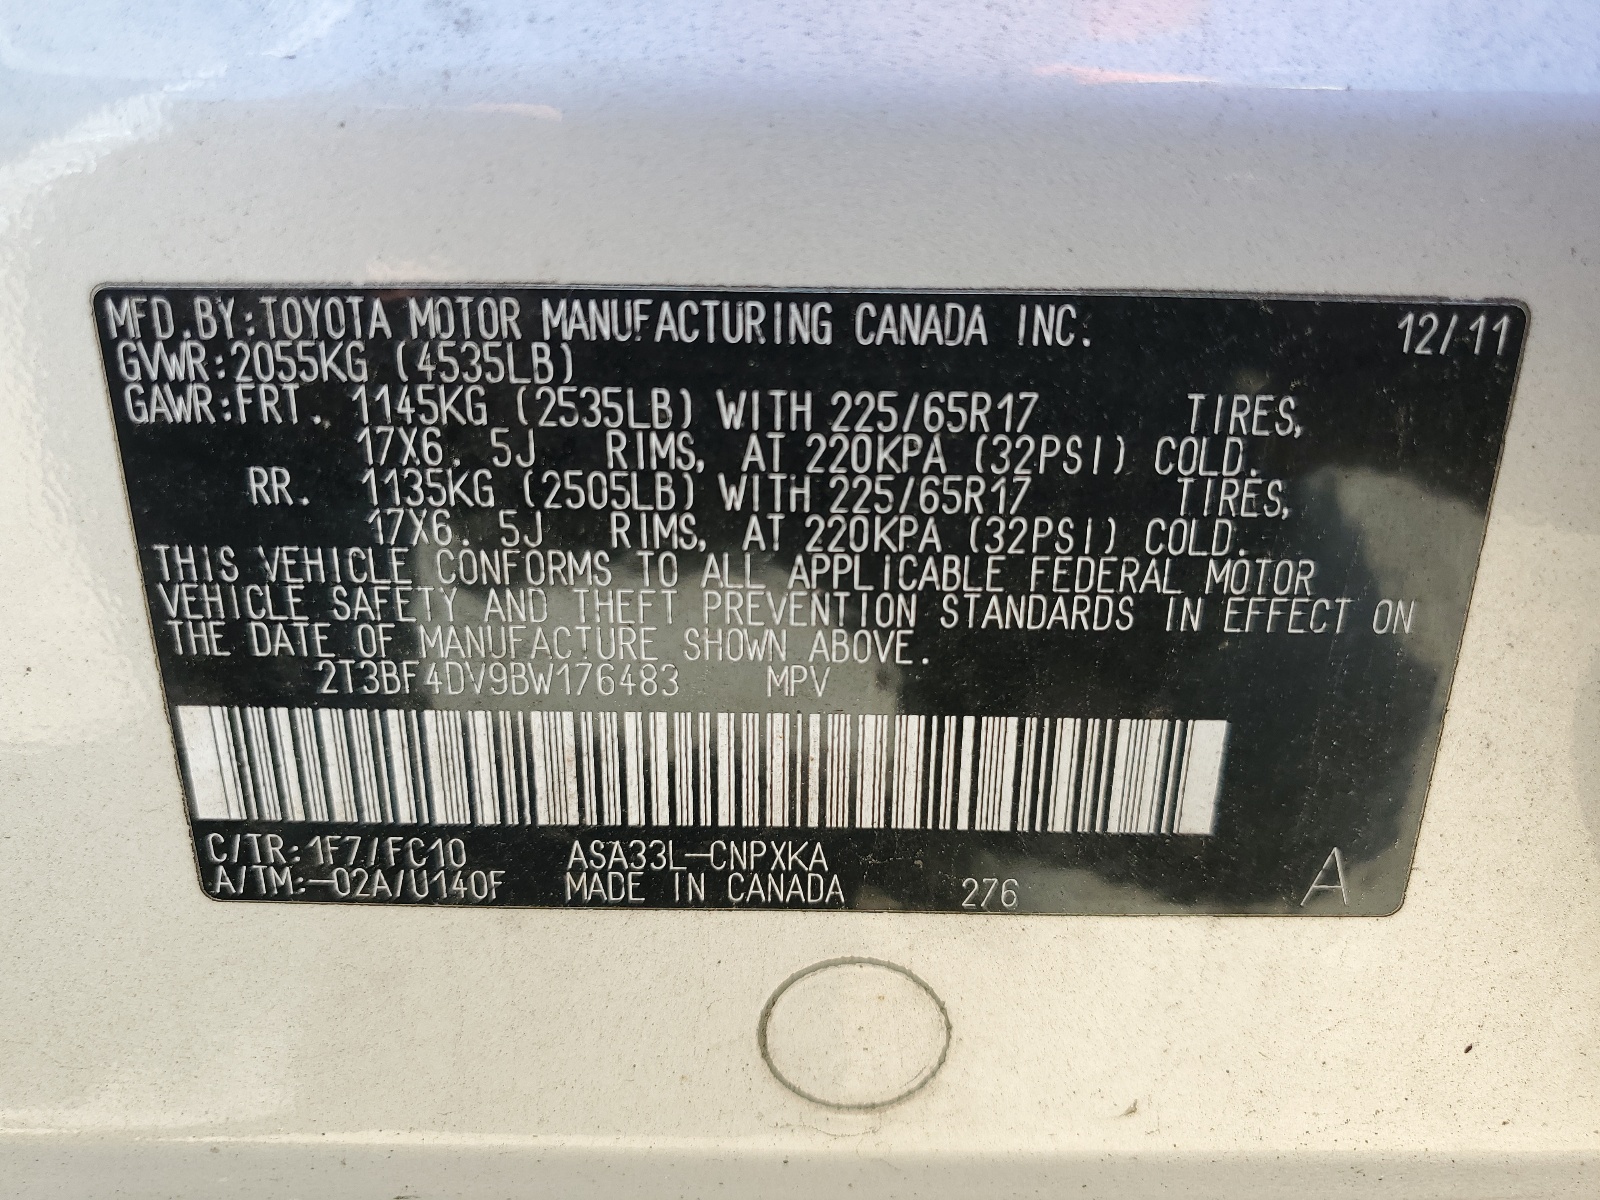 MFD.BY:TOYOTA MOTOR MANUFACTURING CANADA INC. 12/11
GVWR:2055KG (4535LB)
GAWR:FRT. 1145KG (2535LB) WITH 225/65R17 TIRES,
17X6. 5J RIMS, AT 220KPA (32PSI) COLD.
RR. 1135KG (2505LB) WITH 225/65R17 TIRES,
17X6. 5J RIMS, AT 220KPA (32PSI) COLD.
THIS VEHICLE CONFORMS TO ALL APPLICABLE FEDERAL MOTOR
VEHICLE SAFETY AND THEFT PREVENTION STANDARDS IN EFFECT ON
THE DATE OF MANUFACTURE SHOWN ABOVE.
2T3BF4DV9BW176483 MPV
C/TR:1F7/FC10 ASA33L-CNPXKA
A/TM:-02A/U140F MADE IN CANADA 276 A